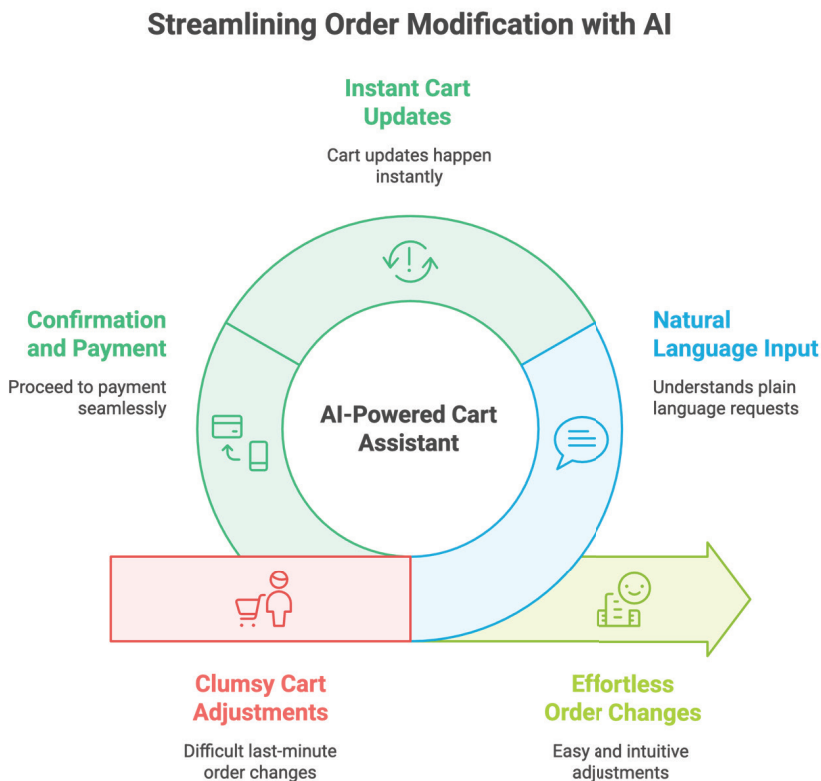 Streamlining Order Modification with AI
Instant Cart
Updates
Cart updates happen
instantly
Confirmation
and Payment
Proceed to payment
seamlessly
Natural
Language Input
Understands plain
language requests
AI-Powered Cart
Assistant
Clumsy Cart
Adjustments
Difficult last-minute
order changes
Effortless
Order Changes
Easy and intuitive
adjustments